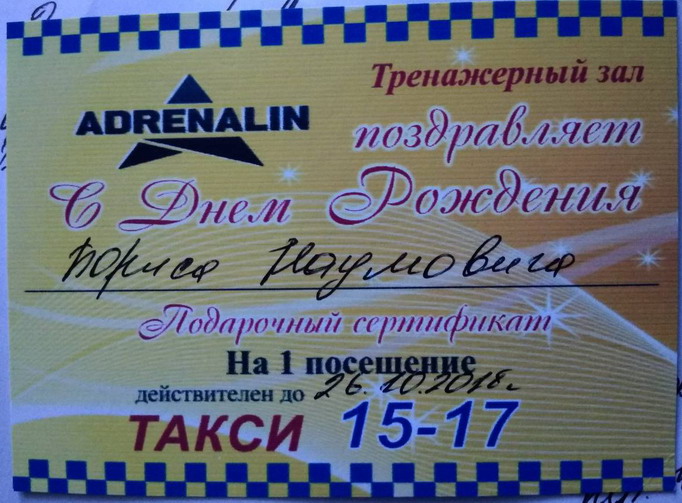 Тренажерный зал
ADRENALIN
поздравляет
С Днем Рождения
Бориса Наумовича
Подарочный сертификат
На 1 посещение
действителен до 26.10.2018г.
ТАКСИ 15-17